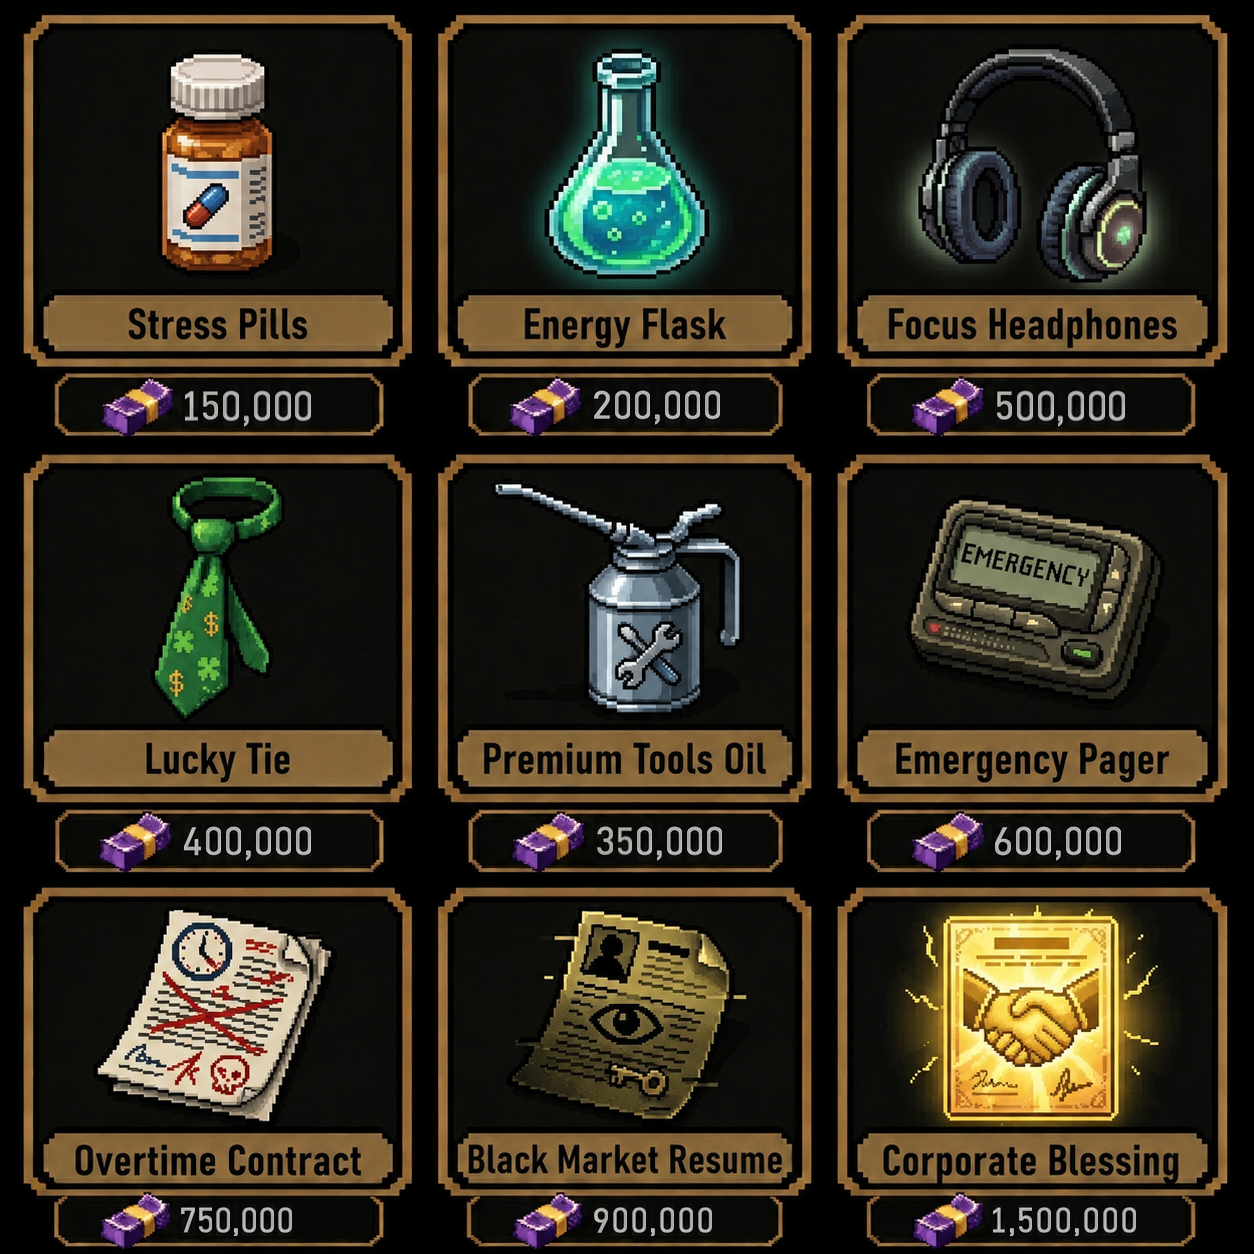 Stress Pills
Energy Flask
Focus Headphones
150,000
200,000
500,000
$
$
EMERGENCY
Lucky Tie
Premium Tools Oil
Emergency Pager
400,000
350,000
600,000
Overtime Contract
Black Market Resume
Corporate Blessing
750,000
900,000
1,500,000